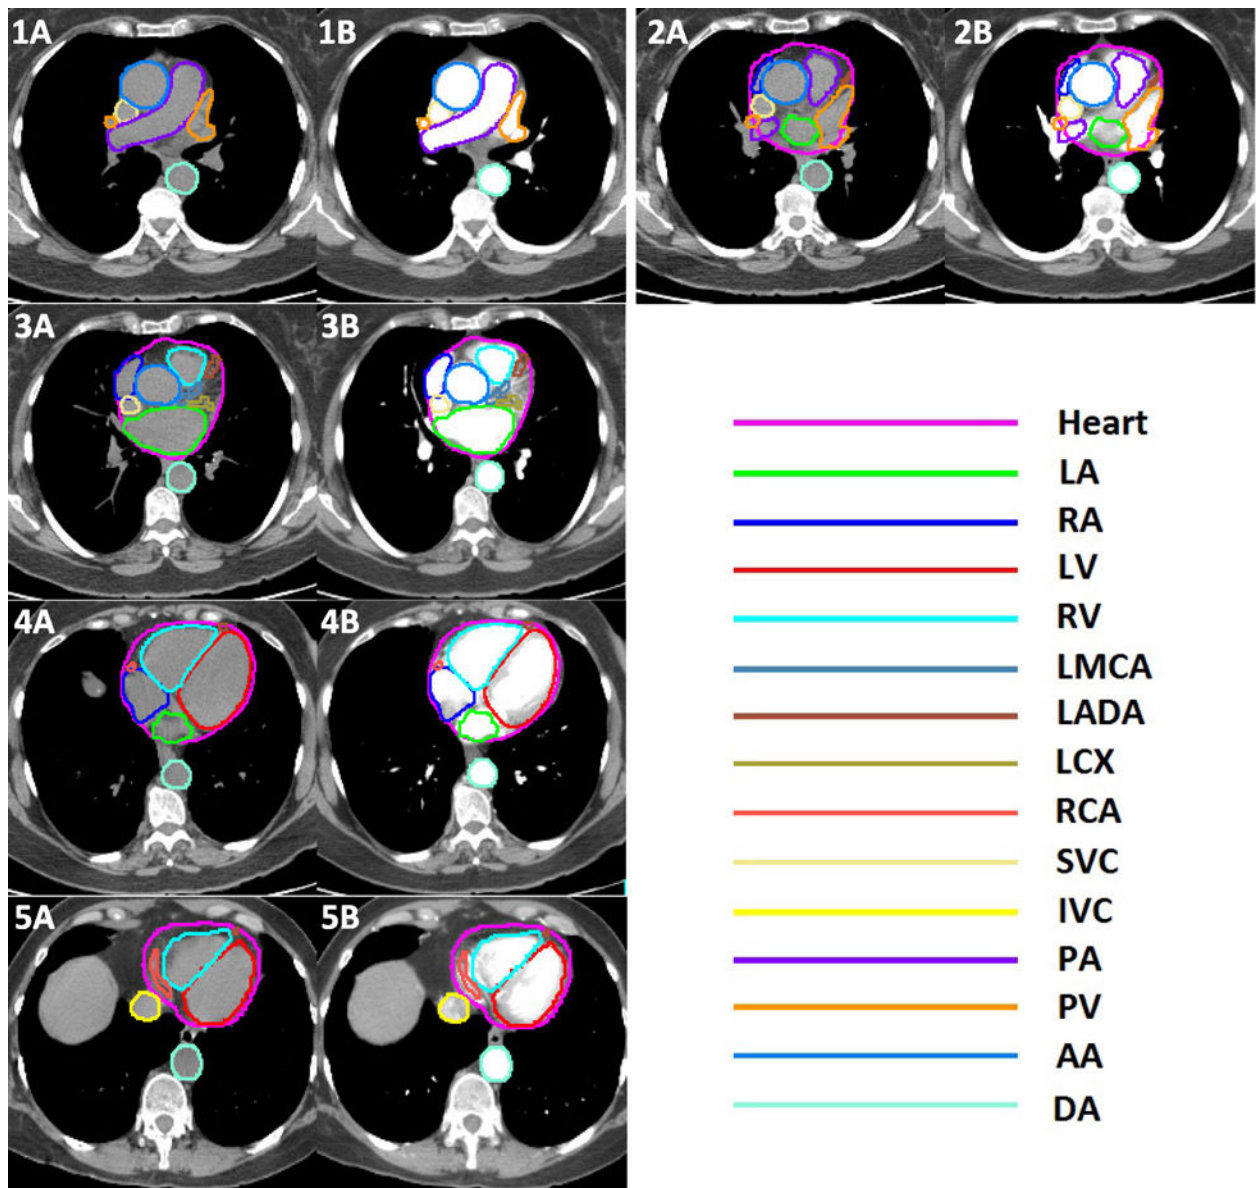 1A 1B 2A 2B
3A 3B
4A 4B
5A 5B
Heart
LA
RA
LV
RV
LMCA
LADA
LCX
RCA
SVC
IVC
PA
PV
AA
DA